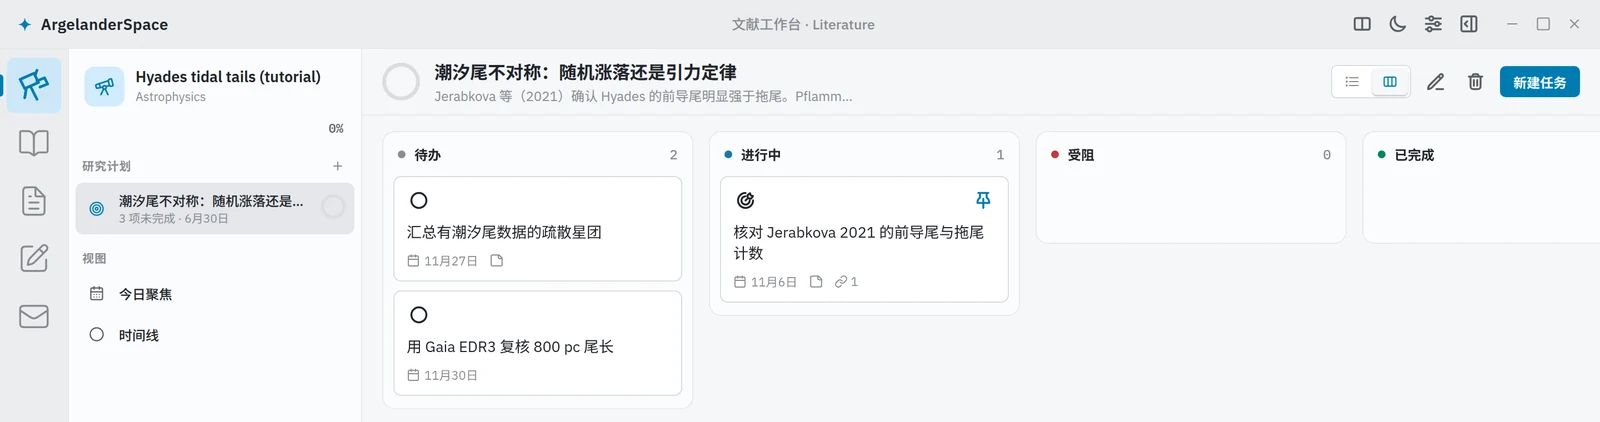 ArgelanderSpace
文献工作台 · Literature
Hyades tidal tails (tutorial)
Astrophysics
0%
研究计划
潮汐尾不对称：随机涨落还是...
3 项未完成 · 6月30日
视图
今日聚焦
时间线
潮汐尾不对称：随机涨落还是引力定律
Jerabkova 等（2021）确认 Hyades 的前导尾明显强于拖尾。Pflamm...
新建任务
待办 2
汇总有潮汐尾数据的疏散星团
11月27日
用 Gaia EDR3 复核 800 pc 尾长
11月30日
进行中 1
核对 Jerabkova 2021 的前导尾与拖尾
计数
11月6日 1
受阻 0
已完成